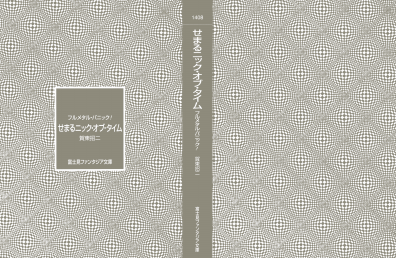 フルメタル・パニック！
せまるニック・オブ・タイム
賀東招二
富士見ファンタジア文庫
1408
せまるニック・オブ・タイム
フルメタル・パニック！
賀東招二
富士見ファンタジア文庫